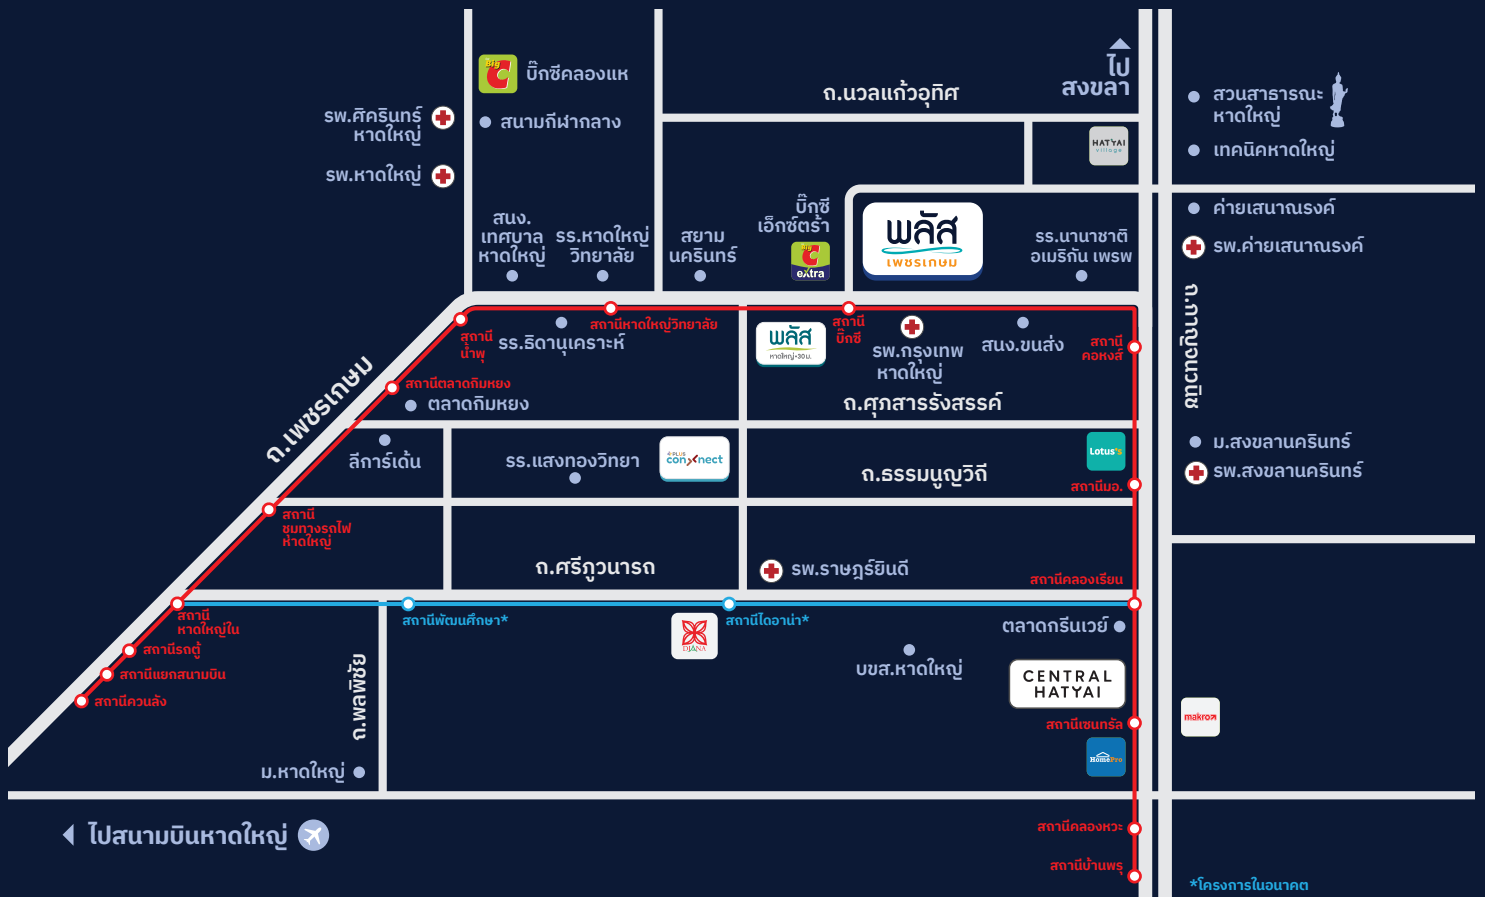 Big
C
บิ๊กซีคลองแห
สนามกีฬากลาง
รพ.ศิครินทร์
หาดใหญ่
รพ.หาดใหญ่
ถ.นวลแก้วอุทิศ
ไป
สงขลา
HATYAI
village
สวนสาธารณะ
หาดใหญ่
เทคนิคหาดใหญ่
ค่ายเสนาณรงค์
รพ.ค่ายเสนาณรงค์
สนง.
เทศบาล
หาดใหญ่
รร.หาดใหญ่
วิทยาลัย
สยาม
นครินทร์
บิ๊กซี
เอ็กซ์ตร้า
Big
C
eXtra
พลัส
เพชรเกษม
รร.นานาชาติ
อเมริกัน เพรพ
ถ.กาญจนวนิช
สถานี
น้ำพุ
รร.ธิดานุเคราะห์
สถานีหาดใหญ่วิทยาลัย
พลัส
หาดใหญ่•30ม.
สถานี
บิ๊กซี
รพ.กรุงเทพ
หาดใหญ่
สนง.ขนส่ง
สถานี
คอหงส์
ถ.เพชรเกษม
สถานีตลาดกิมหยง
ตลาดกิมหยง
ถ.ศุภสารรังสรรค์
ลีการ์เด้น
รร.แสงทองวิทยา
PLUS
conXnect
ถ.ธรรมนูญวิถี
Lotus's
สถานีมอ.
ม.สงขลานครินทร์
รพ.สงขลานครินทร์
สถานี
ชุมทางรถไฟ
หาดใหญ่
ถ.ศรีภูวนารถ
รพ.ราษฎร์ยินดี
สถานีคลองเรียน
สถานี
หาดใหญ่ใน
สถานีพัฒนศึกษา*
สถานีไดอาน่า*
DIANA
ตลาดกรีนเวย์
บขส.หาดใหญ่
CENTRAL
HATYAI
สถานีรถตู้
สถานีแยกสนามบิน
สถานีควนลัง
ถ.พลพิชัย
สถานีเซนทรัล
makro
HomePro
ม.หาดใหญ่
ไปสนามบินหาดใหญ่
สถานีคลองหวะ
สถานีบ้านพรุ
*โครงการในอนาคต